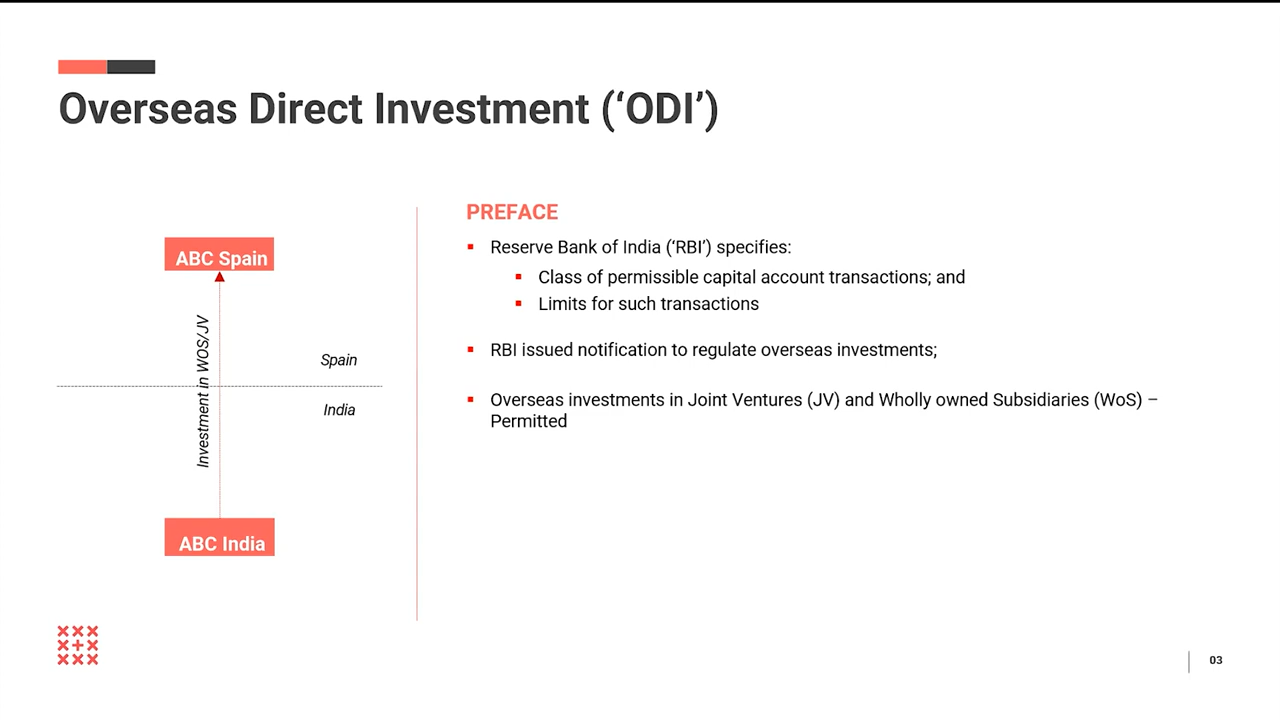 Overseas Direct Investment (‘ODI’)
ABC Spain
Investment in WOS/JV
Spain
India
ABC India
PREFACE
Reserve Bank of India (‘RBI’) specifies:
Class of permissible capital account transactions; and
Limits for such transactions
RBI issued notification to regulate overseas investments;
Overseas investments in Joint Ventures (JV) and Wholly owned Subsidiaries (WoS) –
Permitted
03